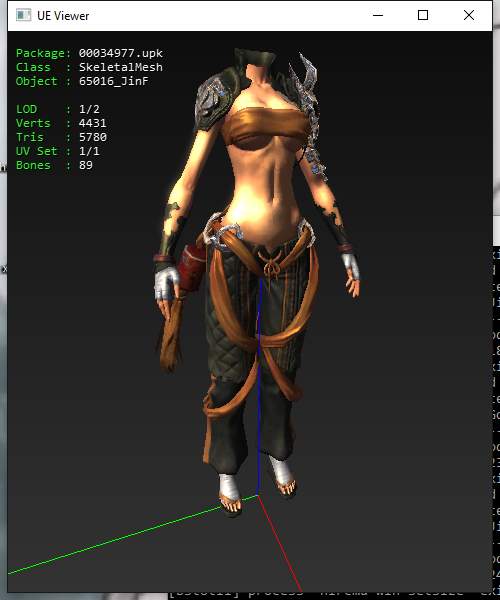 UE Viewer
Package: 00034977.upk
Class  : SkeletalMesh
Object : 65016_JinF
LOD    : 1/2
Verts  : 4431
Tris   : 5780
UV Set : 1/1
Bones  : 89